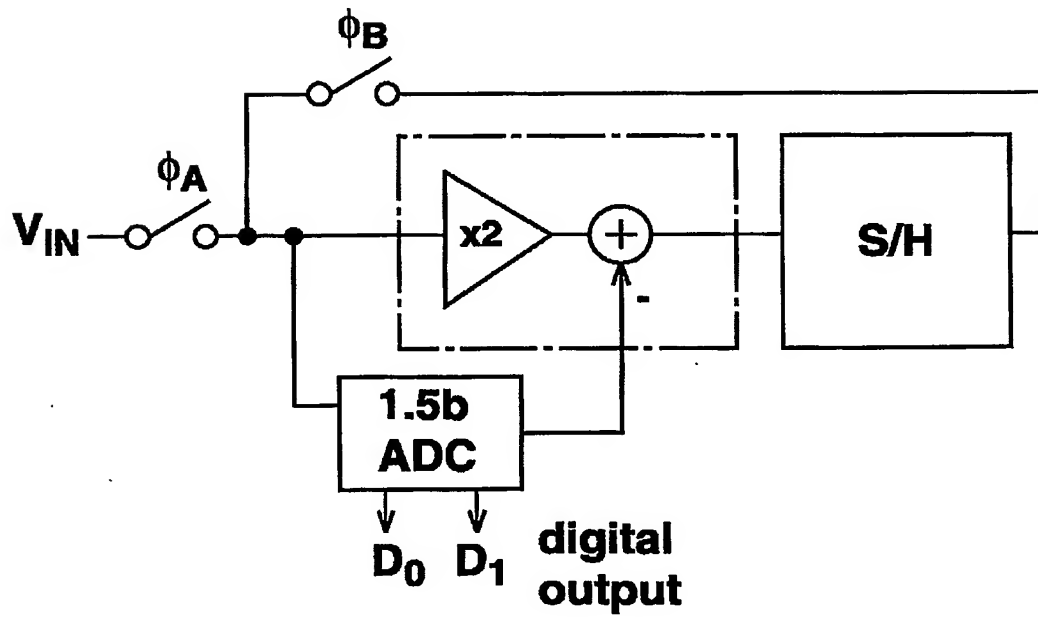 ϕB
ϕA
VIN
x2
+
S/H
-
1.5b
ADC
D0 D1
digital
output